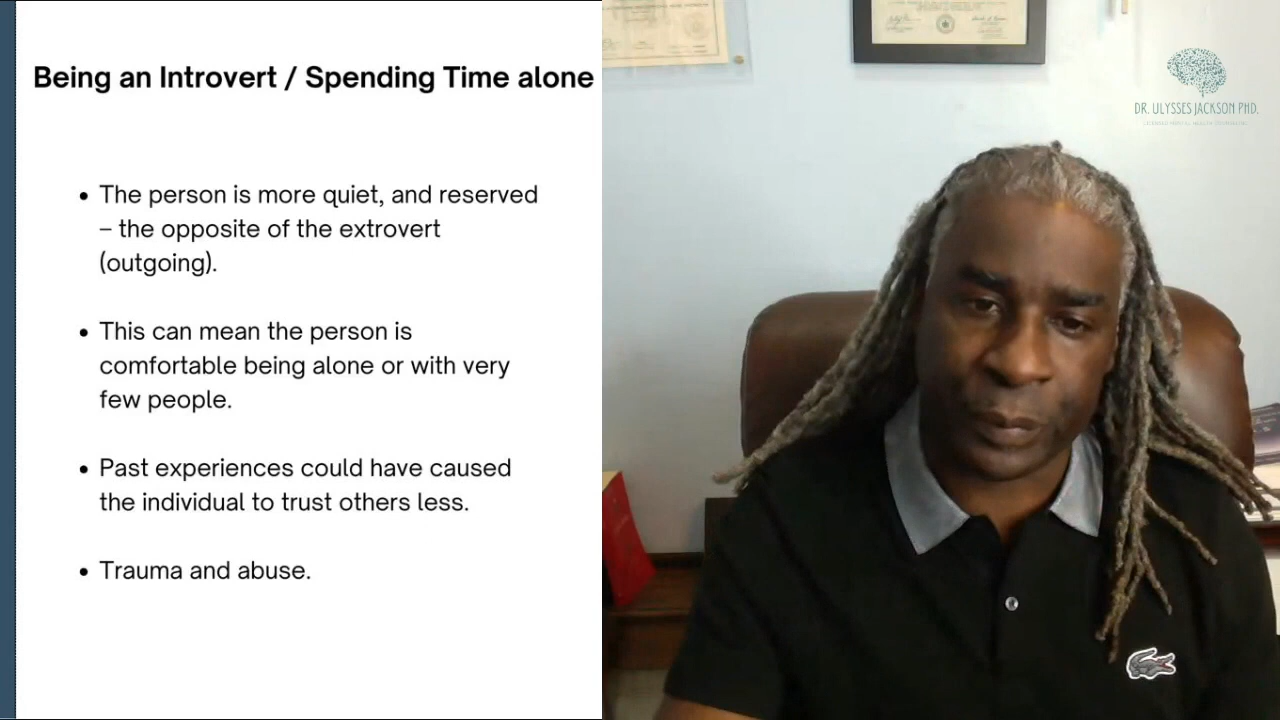 Being an Introvert / Spending Time alone
• The person is more quiet, and reserved
– the opposite of the extrovert
(outgoing).
• This can mean the person is
comfortable being alone or with very
few people.
• Past experiences could have caused
the individual to trust others less.
• Trauma and abuse.
DR. ULYSSES JACKSON PHD.